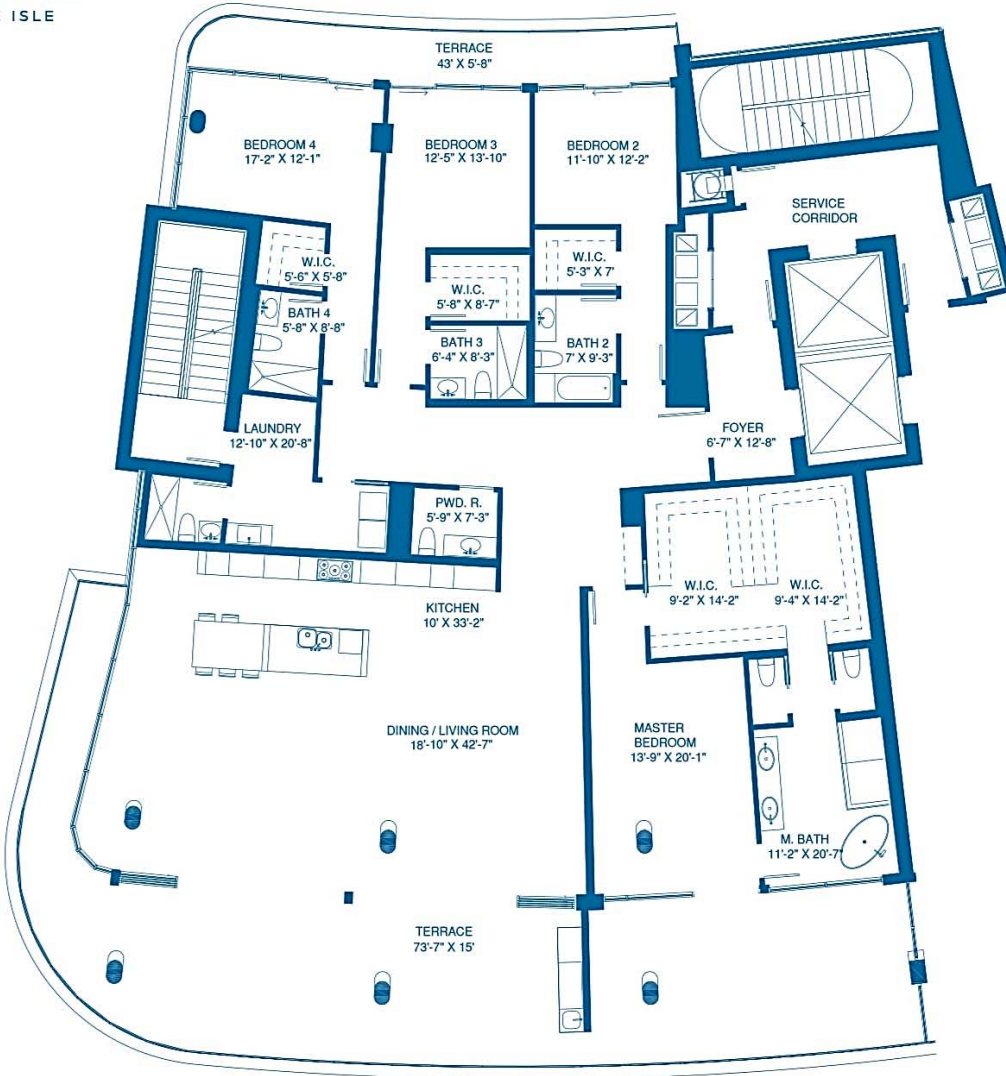 ISLE
TERRACE
43' X 5'-8"
BEDROOM 4
17'-2" X 12'-1"
BEDROOM 3
12'-5" X 13'-10"
BEDROOM 2
11'-10" X 12'-2"
SERVICE
CORRIDOR
W.I.C.
5'-6" X 5'-8"
W.I.C.
5'-8" X 8'-7"
W.I.C.
5'-3" X 7'
BATH 4
5'-8" X 8'-8"
BATH 3
6'-4" X 8'-3"
BATH 2
7' X 9'-3"
LAUNDRY
12'-10" X 20'-8"
FOYER
6'-7" X 12'-8"
PWD. R.
5'-9" X 7'-3"
W.I.C.
9'-2" X 14'-2"
W.I.C.
9'-4" X 14'-2"
KITCHEN
10' X 33'-2"
DINING / LIVING ROOM
18'-10" X 42'-7"
MASTER
BEDROOM
13'-9" X 20'-1"
M. BATH
11'-2" X 20'-7"
TERRACE
73'-7" X 15'